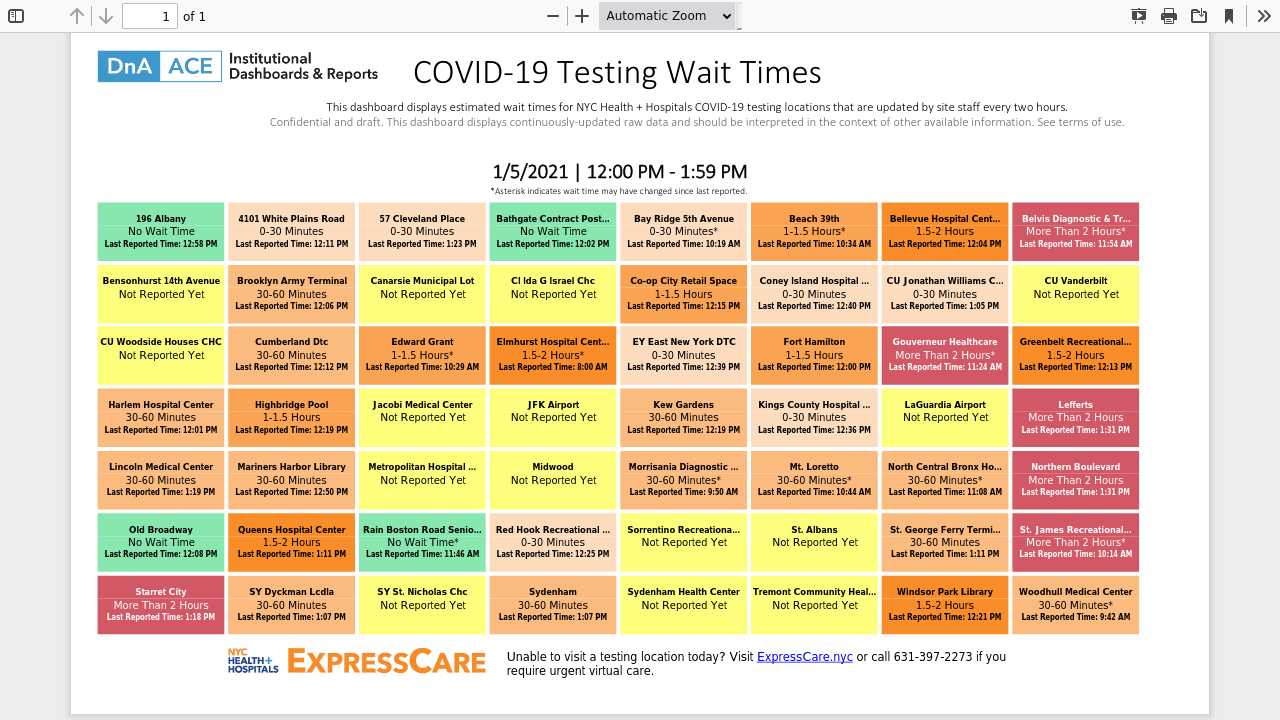 1 of 1
Automatic Zoom
DnA ACE Institutional
Dashboards & Reports
COVID-19 Testing Wait Times
This dashboard displays estimated wait times for NYC Health + Hospitals COVID-19 testing locations that are updated by site staff every two hours.
Confidential and draft. This dashboard displays continuously-updated raw data and should be interpreted in the context of other available information. See terms of use.
1/5/2021 | 12:00 PM - 1:59 PM
*Asterisk indicates wait time may have changed since last reported.
196 Albany
No Wait Time
Last Reported Time: 12:58 PM
4101 White Plains Road
0-30 Minutes
Last Reported Time: 12:11 PM
57 Cleveland Place
0-30 Minutes
Last Reported Time: 1:23 PM
Bathgate Contract Post...
No Wait Time
Last Reported Time: 12:02 PM
Bay Ridge 5th Avenue
0-30 Minutes*
Last Reported Time: 10:19 AM
Beach 39th
1-1.5 Hours*
Last Reported Time: 10:34 AM
Bellevue Hospital Cent...
1.5-2 Hours
Last Reported Time: 12:04 PM
Belvis Diagnostic & Tr...
More Than 2 Hours*
Last Reported Time: 11:54 AM
Bensonhurst 14th Avenue
Not Reported Yet
Brooklyn Army Terminal
30-60 Minutes
Last Reported Time: 12:06 PM
Canarsie Municipal Lot
Not Reported Yet
CI Ida G Israel Chc
Not Reported Yet
Co-op City Retail Space
1-1.5 Hours
Last Reported Time: 12:15 PM
Coney Island Hospital ...
0-30 Minutes
Last Reported Time: 12:40 PM
CU Jonathan Williams C...
0-30 Minutes
Last Reported Time: 1:05 PM
CU Vanderbilt
Not Reported Yet
CU Woodside Houses CHC
Not Reported Yet
Cumberland Dtc
30-60 Minutes
Last Reported Time: 12:12 PM
Edward Grant
1-1.5 Hours*
Last Reported Time: 10:29 AM
Elmhurst Hospital Cent...
1.5-2 Hours*
Last Reported Time: 8:00 AM
EY East New York DTC
0-30 Minutes
Last Reported Time: 12:39 PM
Fort Hamilton
1-1.5 Hours
Last Reported Time: 12:00 PM
Gouverneur Healthcare
More Than 2 Hours*
Last Reported Time: 11:24 AM
Greenbelt Recreational...
1.5-2 Hours
Last Reported Time: 12:13 PM
Harlem Hospital Center
30-60 Minutes
Last Reported Time: 12:01 PM
Highbridge Pool
1-1.5 Hours
Last Reported Time: 12:19 PM
Jacobi Medical Center
Not Reported Yet
JFK Airport
Not Reported Yet
Kew Gardens
30-60 Minutes
Last Reported Time: 12:19 PM
Kings County Hospital ...
0-30 Minutes
Last Reported Time: 12:36 PM
LaGuardia Airport
Not Reported Yet
Lefferts
More Than 2 Hours
Last Reported Time: 1:31 PM
Lincoln Medical Center
30-60 Minutes
Last Reported Time: 1:19 PM
Mariners Harbor Library
30-60 Minutes
Last Reported Time: 12:50 PM
Metropolitan Hospital ...
Not Reported Yet
Midwood
Not Reported Yet
Morrisania Diagnostic ...
30-60 Minutes*
Last Reported Time: 9:50 AM
Mt. Loretto
30-60 Minutes*
Last Reported Time: 10:44 AM
North Central Bronx Ho...
30-60 Minutes*
Last Reported Time: 11:08 AM
Northern Boulevard
More Than 2 Hours
Last Reported Time: 1:31 PM
Old Broadway
No Wait Time
Last Reported Time: 12:08 PM
Queens Hospital Center
1.5-2 Hours
Last Reported Time: 1:11 PM
Rain Boston Road Senio...
No Wait Time*
Last Reported Time: 11:46 AM
Red Hook Recreational ...
0-30 Minutes
Last Reported Time: 12:25 PM
Sorrentino Recreationa...
Not Reported Yet
St. Albans
Not Reported Yet
St. George Ferry Termi...
30-60 Minutes
Last Reported Time: 1:11 PM
St. James Recreational...
More Than 2 Hours*
Last Reported Time: 10:14 AM
Starret City
More Than 2 Hours
Last Reported Time: 1:18 PM
SY Dyckman Lcdla
30-60 Minutes
Last Reported Time: 1:07 PM
SY St. Nicholas Chc
Not Reported Yet
Sydenham
30-60 Minutes
Last Reported Time: 1:07 PM
Sydenham Health Center
Not Reported Yet
Tremont Community Heal...
Not Reported Yet
Windsor Park Library
1.5-2 Hours
Last Reported Time: 12:21 PM
Woodhull Medical Center
30-60 Minutes*
Last Reported Time: 9:42 AM
NYC
HEALTH+
HOSPITALS
EXPRESSCARE
Unable to visit a testing location today? Visit ExpressCare.nyc or call 631-397-2273 if you
require urgent virtual care.